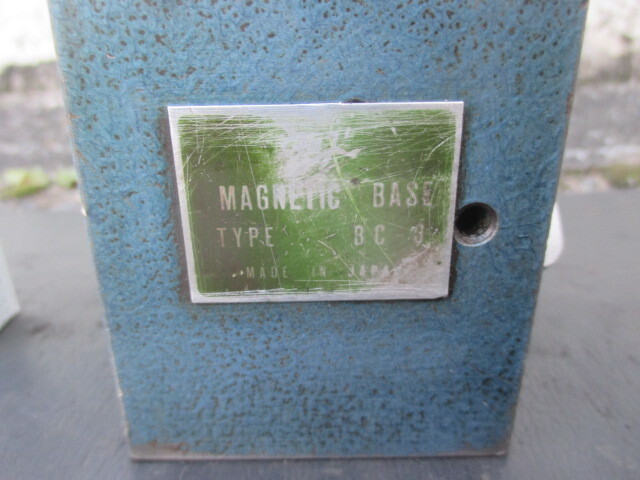 MAGNETIC BASE
TYPE BC 3
MADE IN JAPAN